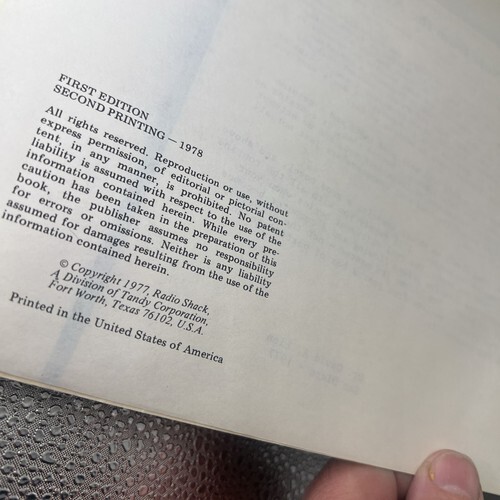 FIRST EDITION
SECOND PRINTING — 1978
All rights reserved. Reproduction or use, without
express permission, of editorial or pictorial con-
tent, in any manner, is prohibited. No patent
liability is assumed with respect to the use of the
information contained herein. While every pre-
caution has been taken in the preparation of this
book, the publisher assumes no responsibility
for errors or omissions. Neither is any liability
assumed for damages resulting from the use of the
information contained herein.
© Copyright 1977, Radio Shack,
A Division of Tandy Corporation,
Fort Worth, Texas 76102, U.S.A.
Printed in the United States of America